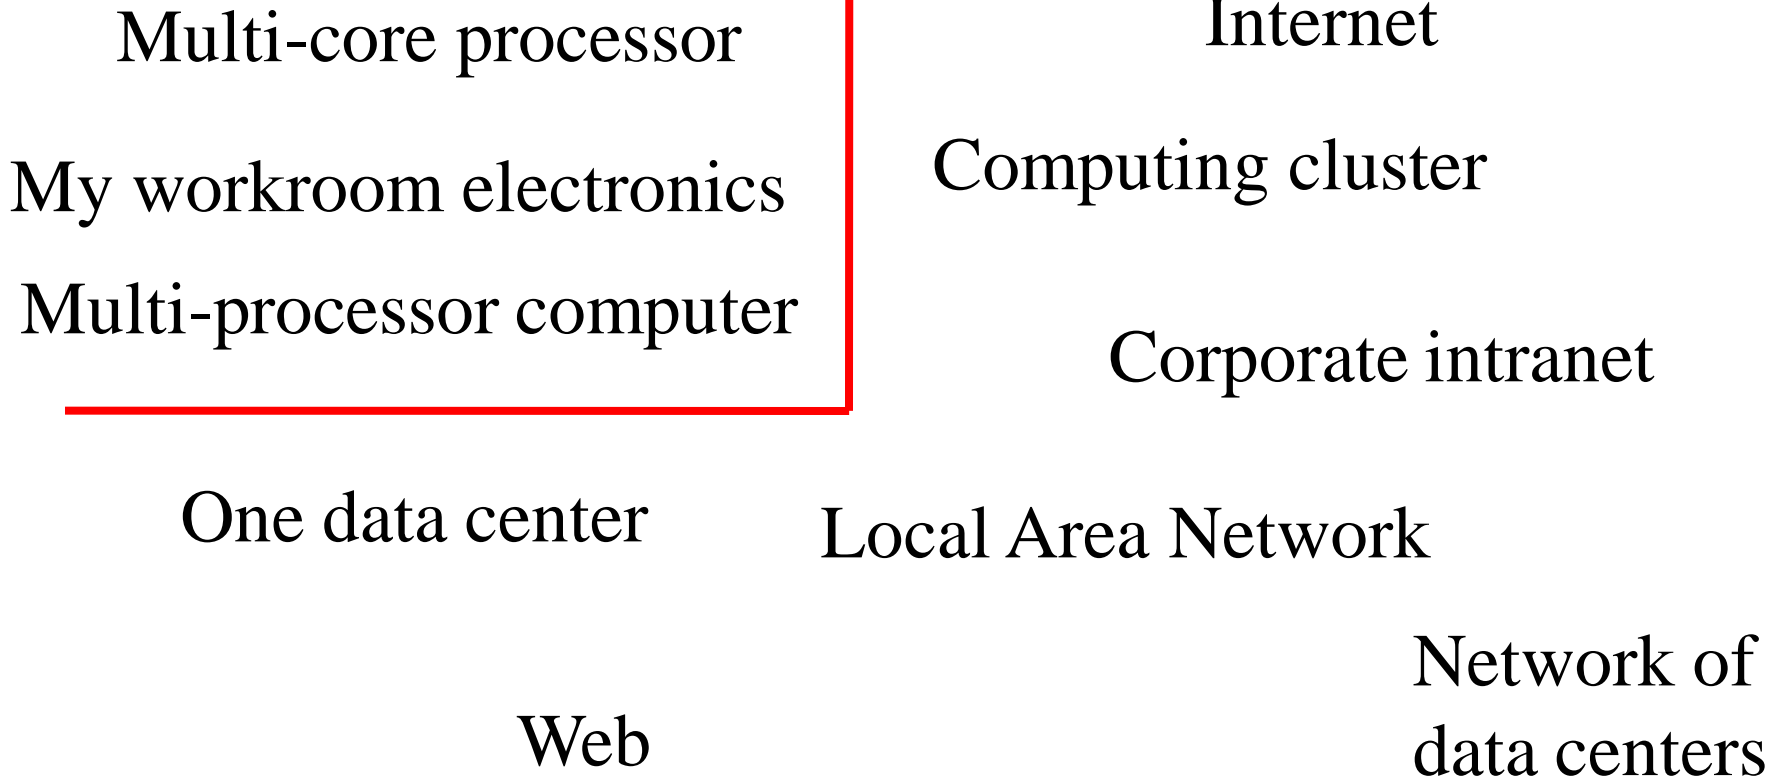 Multi-core processor
Internet
Computing cluster
My workroom electronics
Multi-processor computer
Corporate intranet
One data center
Local Area Network
Network of
data centers
Web